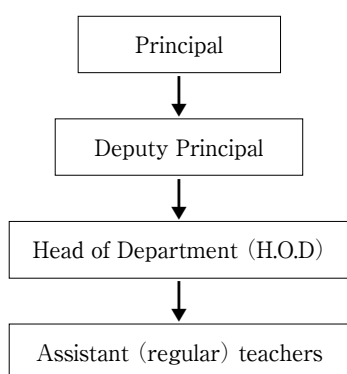 Principal
Deputy Principal
Head of Department (H.O.D)
Assistant (regular) teachers